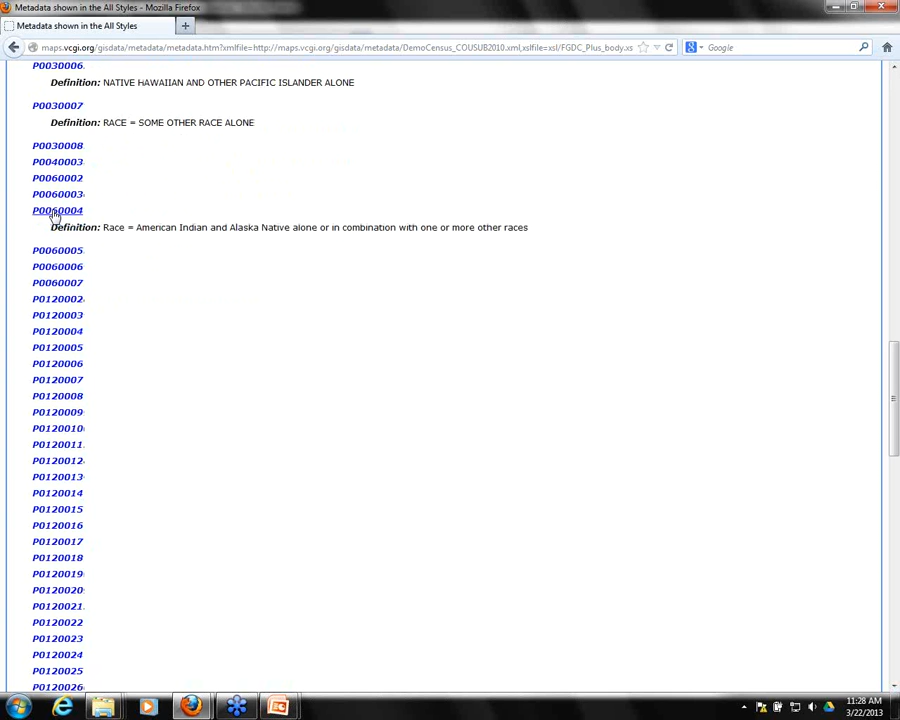 Metadata shown in the All Styles - Mozilla Firefox
Metadata shown in the All Styles
maps.vcgi.org/gisdata/metadata/metadata.htm?xmlfile=http://maps.vcgi.org/gisdata/metadata/DemoCensus_COUSUB2010.xml,xslfile=xsl/FGDC_Plus_body.xs
Google
P0030006
Definition: NATIVE HAWAIIAN AND OTHER PACIFIC ISLANDER ALONE
P0030007
Definition: RACE = SOME OTHER RACE ALONE
P0030008
P0040003
P0060002
P0060003
P0060004
Definition: Race = American Indian and Alaska Native alone or in combination with one or more other races
P0060005
P0060006
P0060007
P0120002
P0120003
P0120004
P0120005
P0120006
P0120007
P0120008
P0120009
P0120010
P0120011
P0120012
P0120013
P0120014
P0120015
P0120016
P0120017
P0120018
P0120019
P0120020
P0120021
P0120022
P0120023
P0120024
P0120025
P0120026
11:28 AM
3/22/2013